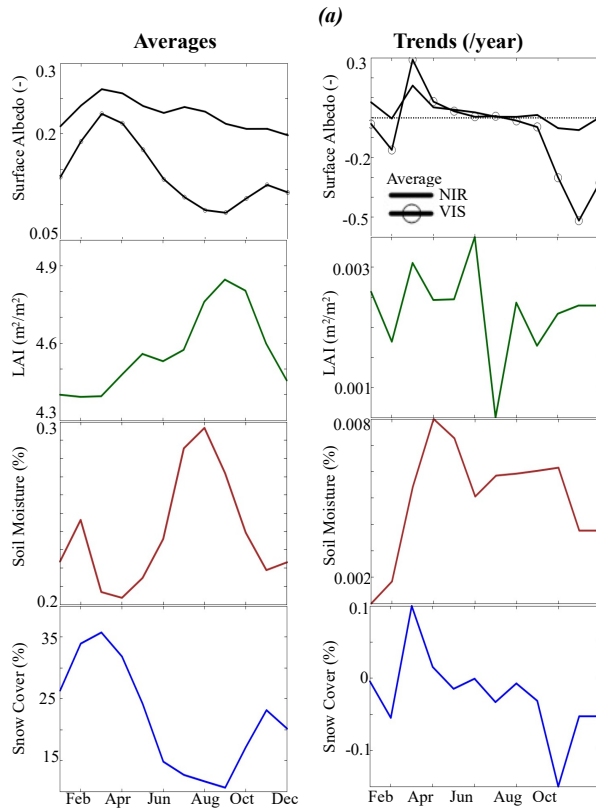 (a)
Averages
Trends (/year)
Surface Albedo (-)
0.3
0.2
0.05
Surface Albedo (-)
0.3
-0.2
-0.5
Average
NIR
VIS
LAI (m²/m²)
4.9
4.6
4.3
LAI (m²/m²)
0.003
0.001
Soil Moisture (%)
0.3
0.2
Soil Moisture (%)
0.008
0.002
Snow Cover (%)
35
25
15
Snow Cover (%)
0.1
0
-0.1
Feb Apr Jun Aug Oct Dec
Feb Apr Jun Aug Oct